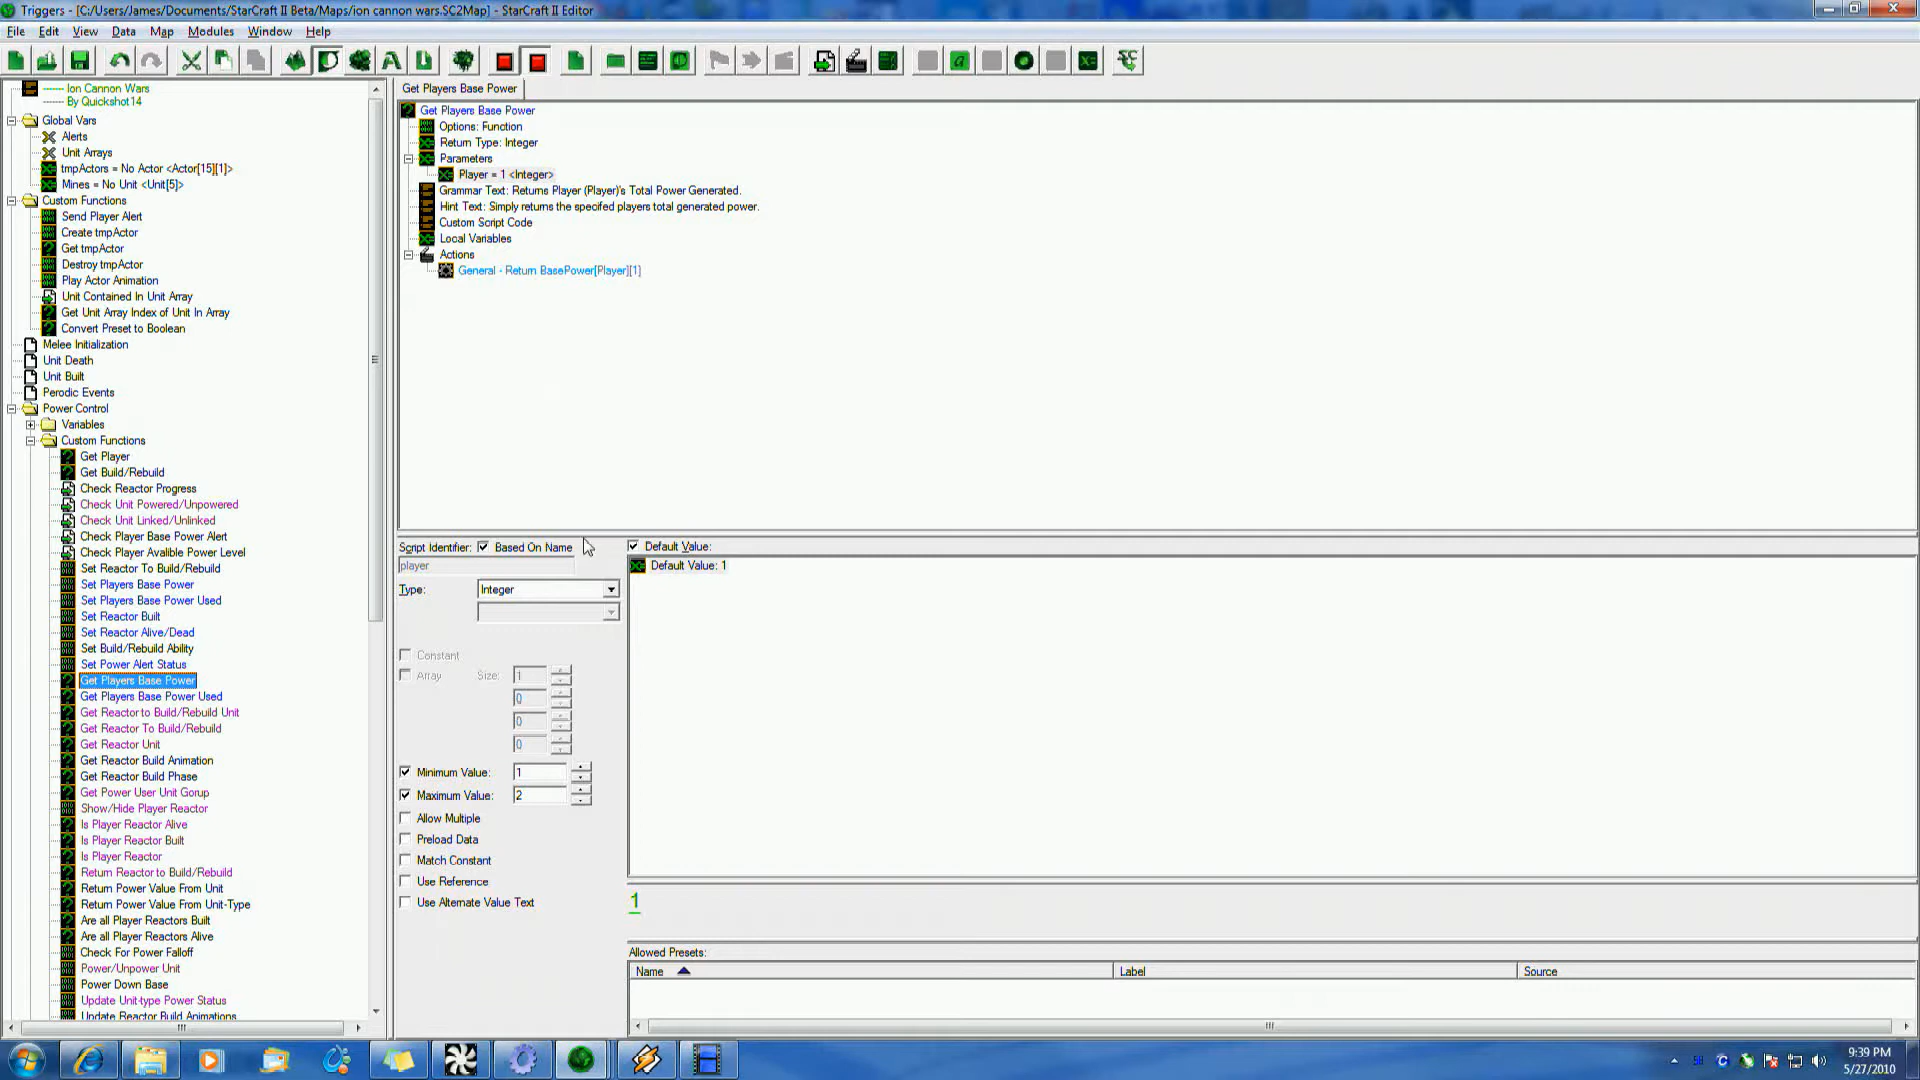 Triggers - [C:/Users/James/Documents/StarCraft II Beta/Maps/ion cannon wars.SC2Map] - StarCraft II Editor
File Edit View Data Map Modules Window Help
------ Ion Cannon Wars
------ By Quickshot14
Global Vars
Alerts
Unit Arrays
tmpActors = No Actor <Actor[15][1]>
Mines = No Unit <Unit[5]>
Custom Functions
Send Player Alert
Create tmpActor
Get tmpActor
Destroy tmpActor
Play Actor Animation
Unit Contained In Unit Array
Get Unit Array Index of Unit In Array
Convert Preset to Boolean
Melee Initialization
Unit Death
Unit Built
Perodic Events
Power Control
Variables
Custom Functions
Get Player
Get Build/Rebuild
Check Reactor Progress
Check Unit Powered/Unpowered
Check Unit Linked/Unlinked
Check Player Base Power Alert
Check Player Avalible Power Level
Set Reactor To Build/Rebuild
Set Players Base Power
Set Players Base Power Used
Set Reactor Built
Set Reactor Alive/Dead
Set Build/Rebuild Ability
Set Power Alert Status
Get Players Base Power
Get Players Base Power Used
Get Reactor to Build/Rebuild Unit
Get Reactor To Build/Rebuild
Get Reactor Unit
Get Reactor Build Animation
Get Reactor Build Phase
Get Power User Unit Gorup
Show/Hide Player Reactor
Is Player Reactor Alive
Is Player Reactor Built
Is Player Reactor
Return Reactor to Build/Rebuild
Return Power Value From Unit
Return Power Value From Unit-Type
Are all Player Reactors Built
Are all Player Reactors Alive
Check For Power Falloff
Power/Unpower Unit
Power Down Base
Update Unit-type Power Status
Update Reactor Build Animations
Get Players Base Power
Get Players Base Power
Options: Function
Return Type: Integer
Parameters
Player = 1 <Integer>
Grammar Text: Returns Player (Player)'s Total Power Generated.
Hint Text: Simply returns the specifed players total generated power.
Custom Script Code
Local Variables
Actions
General - Return BasePower[Player][1]
Script Identifier: Based On Name
player
Type: Integer
Constant
Array Size: 1
0
0
0
Minimum Value: 1
Maximum Value: 2
Allow Multiple
Preload Data
Match Constant
Use Reference
Use Alternate Value Text
Default Value:
Default Value: 1
1
Allowed Presets:
Name Label Source
9:39 PM
5/27/2010